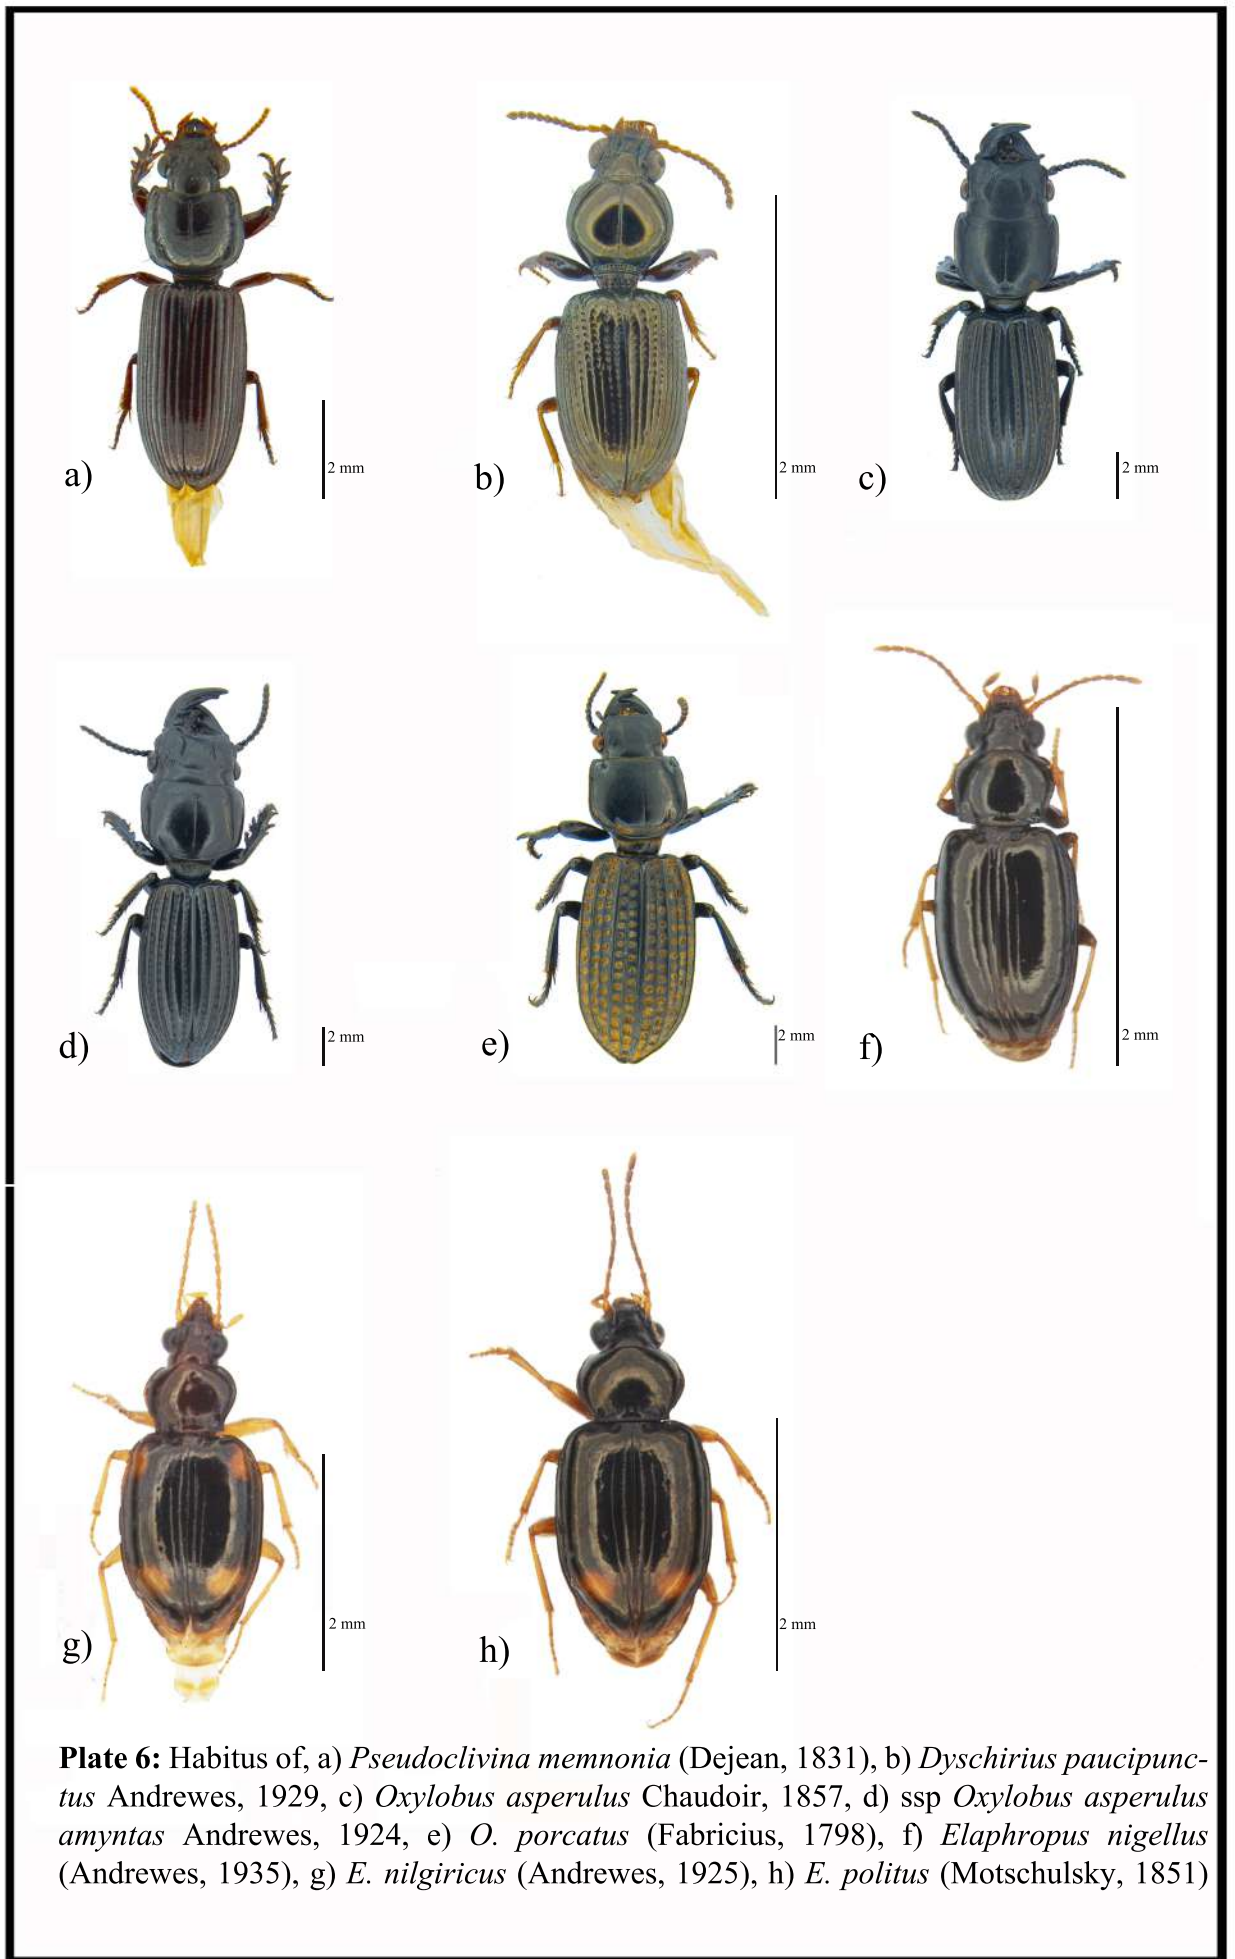 2 mm
a)
2 mm
b)
2 mm
c)
2 mm
d)
2 mm
e)
2 mm
f)
2 mm
g)
2 mm
h)
Plate 6: Habitus of, a) Pseudoclivina memnonia (Dejean, 1831), b) Dyschirius paucipunc-
tus Andrewes, 1929, c) Oxylobus asperulus Chaudoir, 1857, d) ssp Oxylobus asperulus
amyntas Andrewes, 1924, e) O. porcatus (Fabricius, 1798), f) Elaphropus nigellus
(Andrewes, 1935), g) E. nilgiricus (Andrewes, 1925), h) E. politus (Motschulsky, 1851)